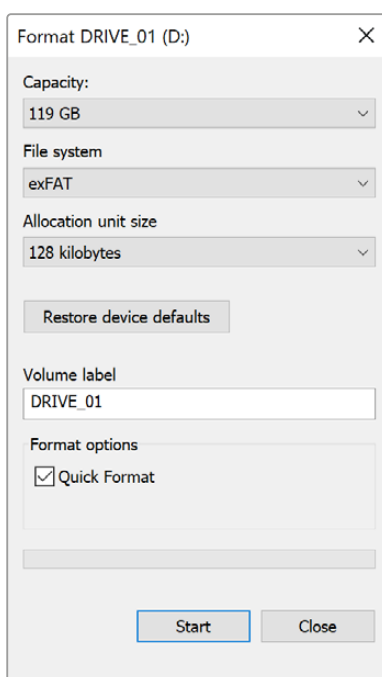 Format DRIVE_01 (D:)
Capacity:
119 GB
File system
exFAT
Allocation unit size
128 kilobytes
Restore device defaults
Volume label
DRIVE_01
Format options
Quick Format
Start
Close